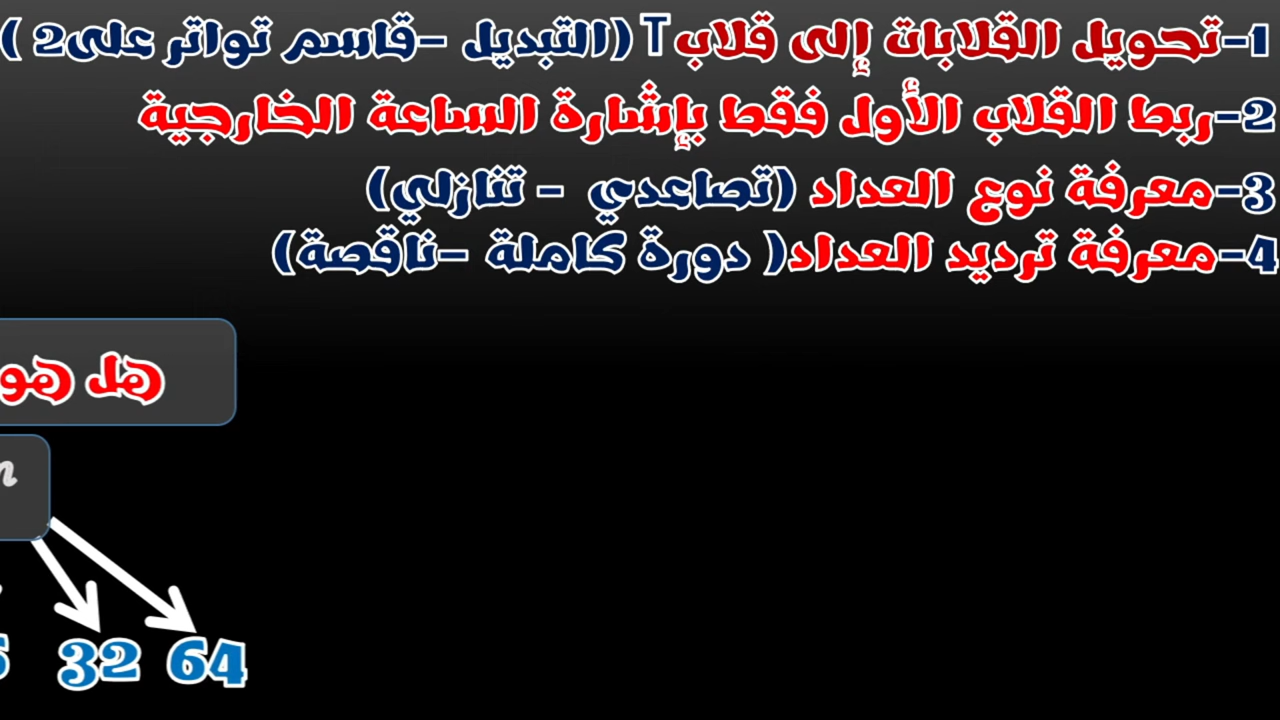 1-تحويل القلابات إلى قلابT (التبديل -قاسم تواتر على2 )
2-ربط القلاب الأول فقط بإشارة الساعة الخارجية
3-معرفة نوع العداد (تصاعدي - تنازلي)
4-معرفة ترديد العداد( دورة كاملة -ناقصة)
هل هو
n
32 64